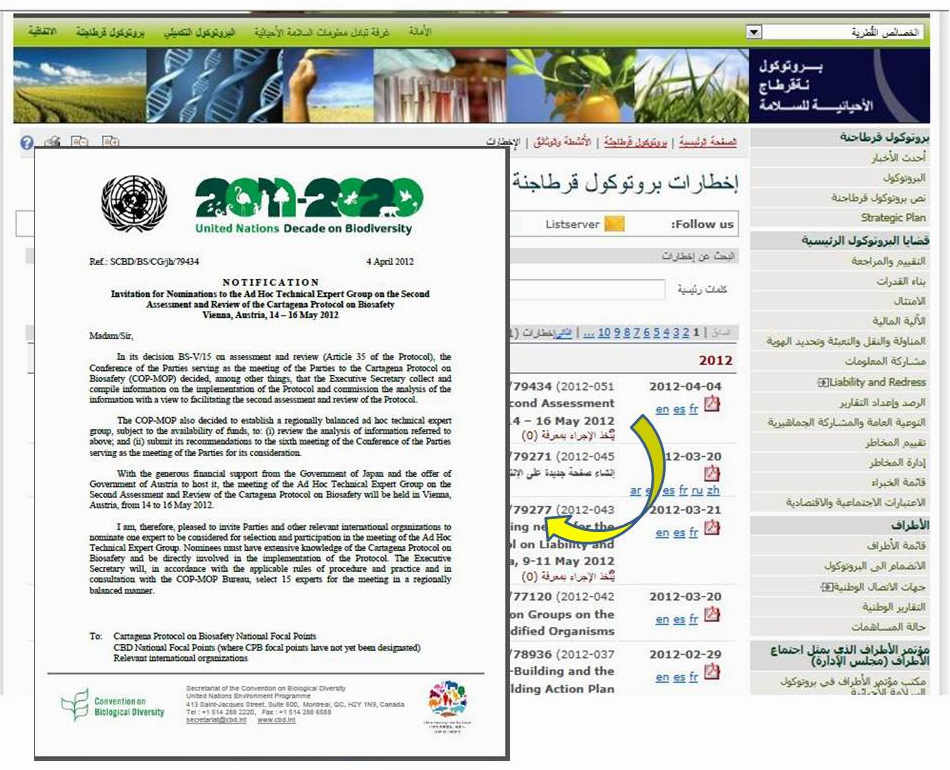 الخصائص القُطرية
الأمانة
غرفة تبادل معلومات السلامة الأحيائية
البروتوكول التكميلي
بروتوكول قرطاجنة
الاتفاقية
بـــروتوكول
قرطاج
الأحيائيــــة للســـلامة
الصفحة الرئيسية | بروتوكول قرطاجنة | الأنشطة والوثائق | الإخطارات
إخطارات بروتوكول قرطاجنة
Follow us:
Listserver
البحث عن إخطارات
كلمات رئيسية
سابق | 1 2 3 4 5 6 7 8 9 10 ... | التالي
إخطارات (1
2012
2012-04-04
en es fr
/79434 (2012-051
cond Assessment
14 – 16 May 2012
يتَّخذ الإجراء بمعرفة (0)
12-03-20
ar es fr ru zh
/79271 (2012-045
إنشاء صفحة جديدة على
2012-03-21
en es fr
/79277 (2012-043
ing for the
ol on Liability and
a, 9-11 May 2012
يتَّخذ الإجراء بمعرفة (0)
2012-03-20
en es fr
/77120 (2012-042
on Groups on the
dified Organisms
2012-02-29
en es fr
/78936 (2012-037
-Building and the
lding Action Plan
بروتوكول قرطاجنة
أحدث الأخبار
البروتوكول
نص بروتوكول قرطاجنة
Strategic Plan
قضايا البروتوكول الرئيسية
التقييم والمراجعة
بناء القدرات
الامتثال
الآلية المالية
المناولة والنقل والتعبئة وتحديد الهوية
مشـاركة المعلومات
Liability and Redress
الرصد وإعداد التقارير
التوعية العامة والمشـاركة الجماهيرية
تقييم المخاطر
إدارة المخاطر
قائمة الخبراء
الاعتبارات الاجتماعية والاقتصادية
الأطراف
قائمة الأطراف
الانضمام الى البروتوكول
جهات الاتصال الوطنية
التقارير الوطنية
حالة المسـاهمات
مؤتمر الأطراف الذي يمثل اجتماع
الأطراف (مجلس الإدارة)
مكتب مؤتمر الأطراف في بروتوكول
السـلامة الأحيائية
2011-2020
United Nations Decade on Biodiversity
Ref.: SCBD/BS/CG/jh/79434
4 April 2012
NOTIFICATION
Invitation for Nominations to the Ad Hoc Technical Expert Group on the Second
Assessment and Review of the Cartagena Protocol on Biosafety
Vienna, Austria, 14 – 16 May 2012
Madam/Sir,
In its decision BS-V/15 on assessment and review (Article 35 of the Protocol), the
Conference of the Parties serving as the meeting of the Parties to the Cartagena Protocol on
Biosafety (COP-MOP) decided, among other things, that the Executive Secretary collect and
compile information on the implementation of the Protocol and commission the analysis of the
information with a view to facilitating the second assessment and review of the Protocol.
The COP-MOP also decided to establish a regionally balanced ad hoc technical expert
group, subject to the availability of funds, to: (i) review the analysis of information referred to
above; and (ii) submit its recommendations to the sixth meeting of the Conference of the Parties
serving as the meeting of the Parties for its consideration.
With the generous financial support from the Government of Japan and the offer of
Government of Austria to host it, the meeting of the Ad Hoc Technical Expert Group on the
Second Assessment and Review of the Cartagena Protocol on Biosafety will be held in Vienna,
Austria, from 14 to 16 May 2012.
I am, therefore, pleased to invite Parties and other relevant international organizations to
nominate one expert to be considered for selection and participation in the meeting of the Ad Hoc
Technical Expert Group. Nominees must have extensive knowledge of the Cartagena Protocol on
Biosafety and be directly involved in the implementation of the Protocol. The Executive
Secretary will, in accordance with the applicable rules of procedure and practice and in
consultation with the COP-MOP Bureau, select 15 experts for the meeting in a regionally
balanced manner.
To: Cartagena Protocol on Biosafety National Focal Points
CBD National Focal Points (where CPB focal points have not yet been designated)
Relevant international organizations
Convention on
Biological Diversity
Secretariat of the Convention on Biological Diversity
United Nations Environment Programme
413 Saint-Jacques Street, Suite 800, Montreal, QC, H2Y 1N9, Canada
Tel : +1 514 288 2220, Fax : +1 514 288 6588
secretariat@cbd.int www.cbd.int